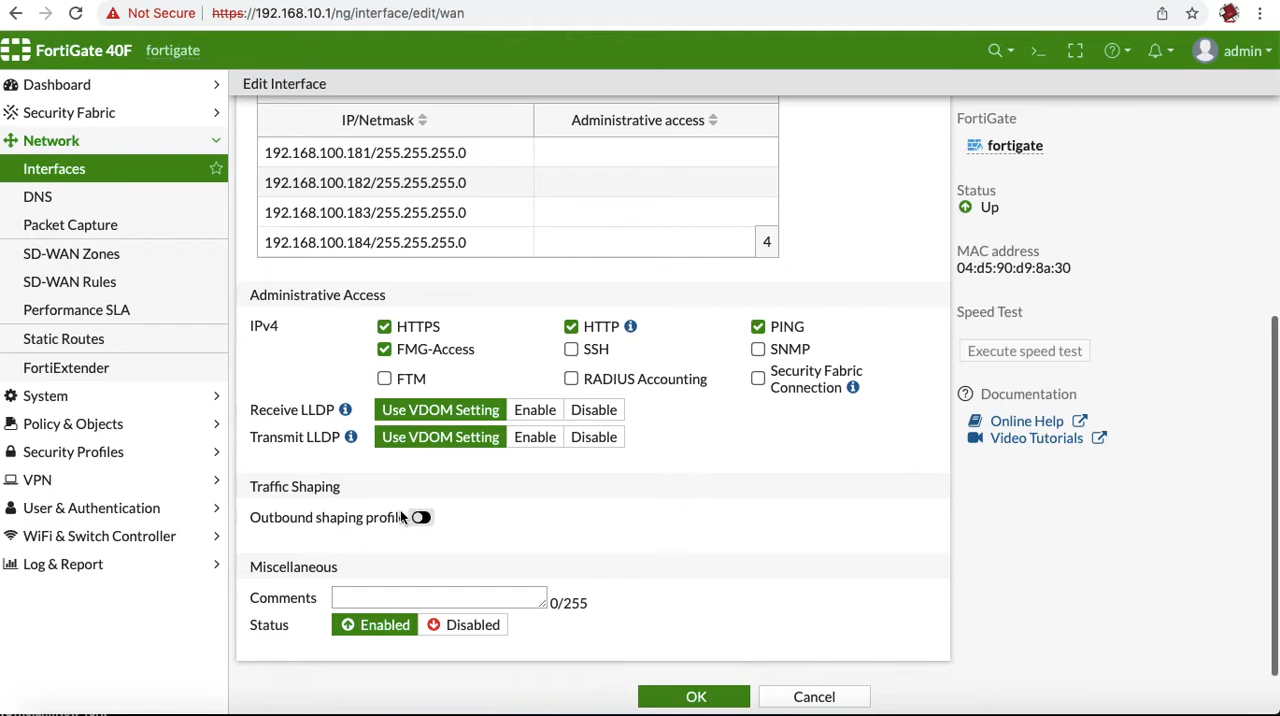 Not Secure https://192.168.10.1/ng/interface/edit/wan
FortiGate 40F fortigate admin
Dashboard
Security Fabric
Network
Interfaces
DNS
Packet Capture
SD-WAN Zones
SD-WAN Rules
Performance SLA
Static Routes
FortiExtender
System
Policy & Objects
Security Profiles
VPN
User & Authentication
WiFi & Switch Controller
Log & Report
Edit Interface
IP/Netmask Administrative access
192.168.100.181/255.255.255.0
192.168.100.182/255.255.255.0
192.168.100.183/255.255.255.0
192.168.100.184/255.255.255.0 4
Administrative Access
IPv4 HTTPS HTTP PING
FMG-Access SSH SNMP
FTM RADIUS Accounting Security Fabric
Connection
Receive LLDP Use VDOM Setting Enable Disable
Transmit LLDP Use VDOM Setting Enable Disable
Traffic Shaping
Outbound shaping profile
Miscellaneous
Comments 0/255
Status Enabled Disabled
OK Cancel
FortiGate
fortigate
Status
Up
MAC address
04:d5:90:d9:8a:30
Speed Test
Execute speed test
Documentation
Online Help
Video Tutorials